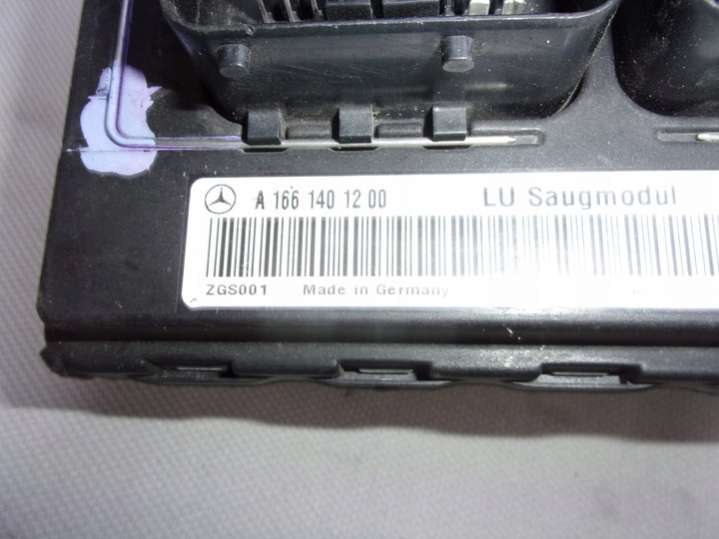 A 166 140 12 00 LU Saugmodul
ZGS001 Made in Germany